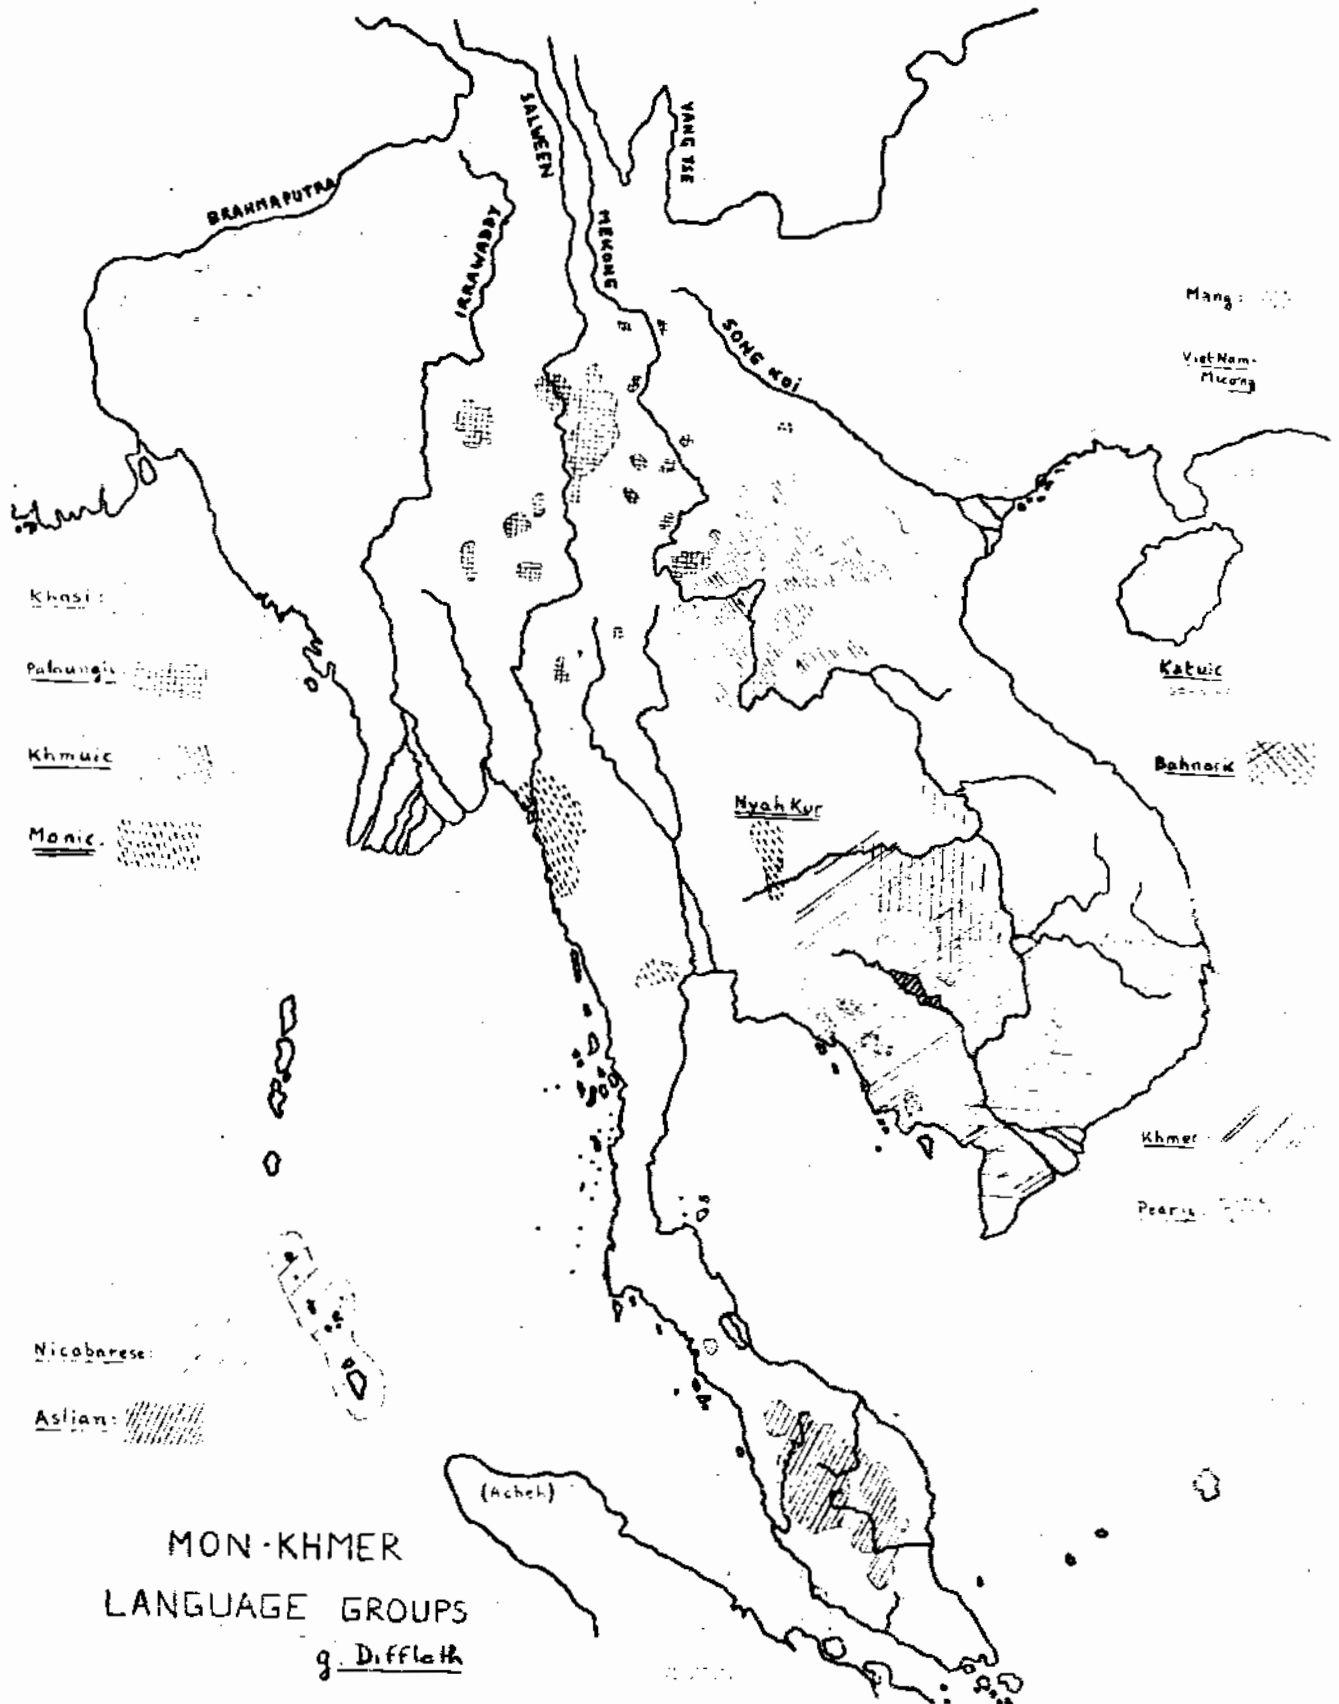 SALWEEN
YANG TSE
BRAHMAPUTRA
IRRAWADDY
MEKONG
SONG KOI
Mang:
Viet Nam-
Muong
Khasi:
Palaungic
Khmuic
Monic.
Katuic
Bahnaric
Nyah Kur
Khmer
Pearic
Nicobarese:
Aslian:
(Acheh)
MON-KHMER
LANGUAGE GROUPS
g. Diffloth